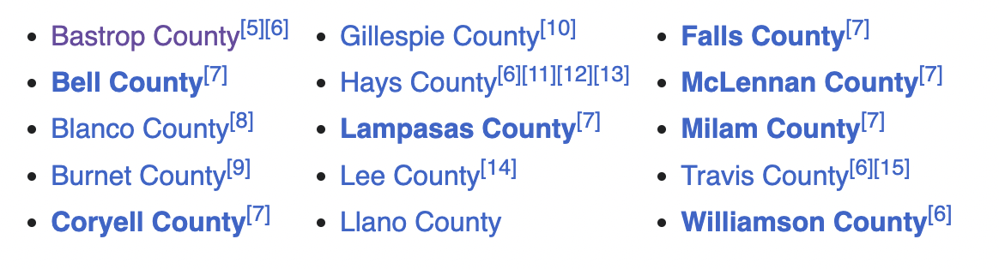 Bastrop County[5][6]
Bell County[7]
Blanco County[8]
Burnet County[9]
Coryell County[7]
Gillespie County[10]
Hays County[6][11][12][13]
Lampasas County[7]
Lee County[14]
Llano County
Falls County[7]
McLennan County[7]
Milam County[7]
Travis County[6][15]
Williamson County[6]